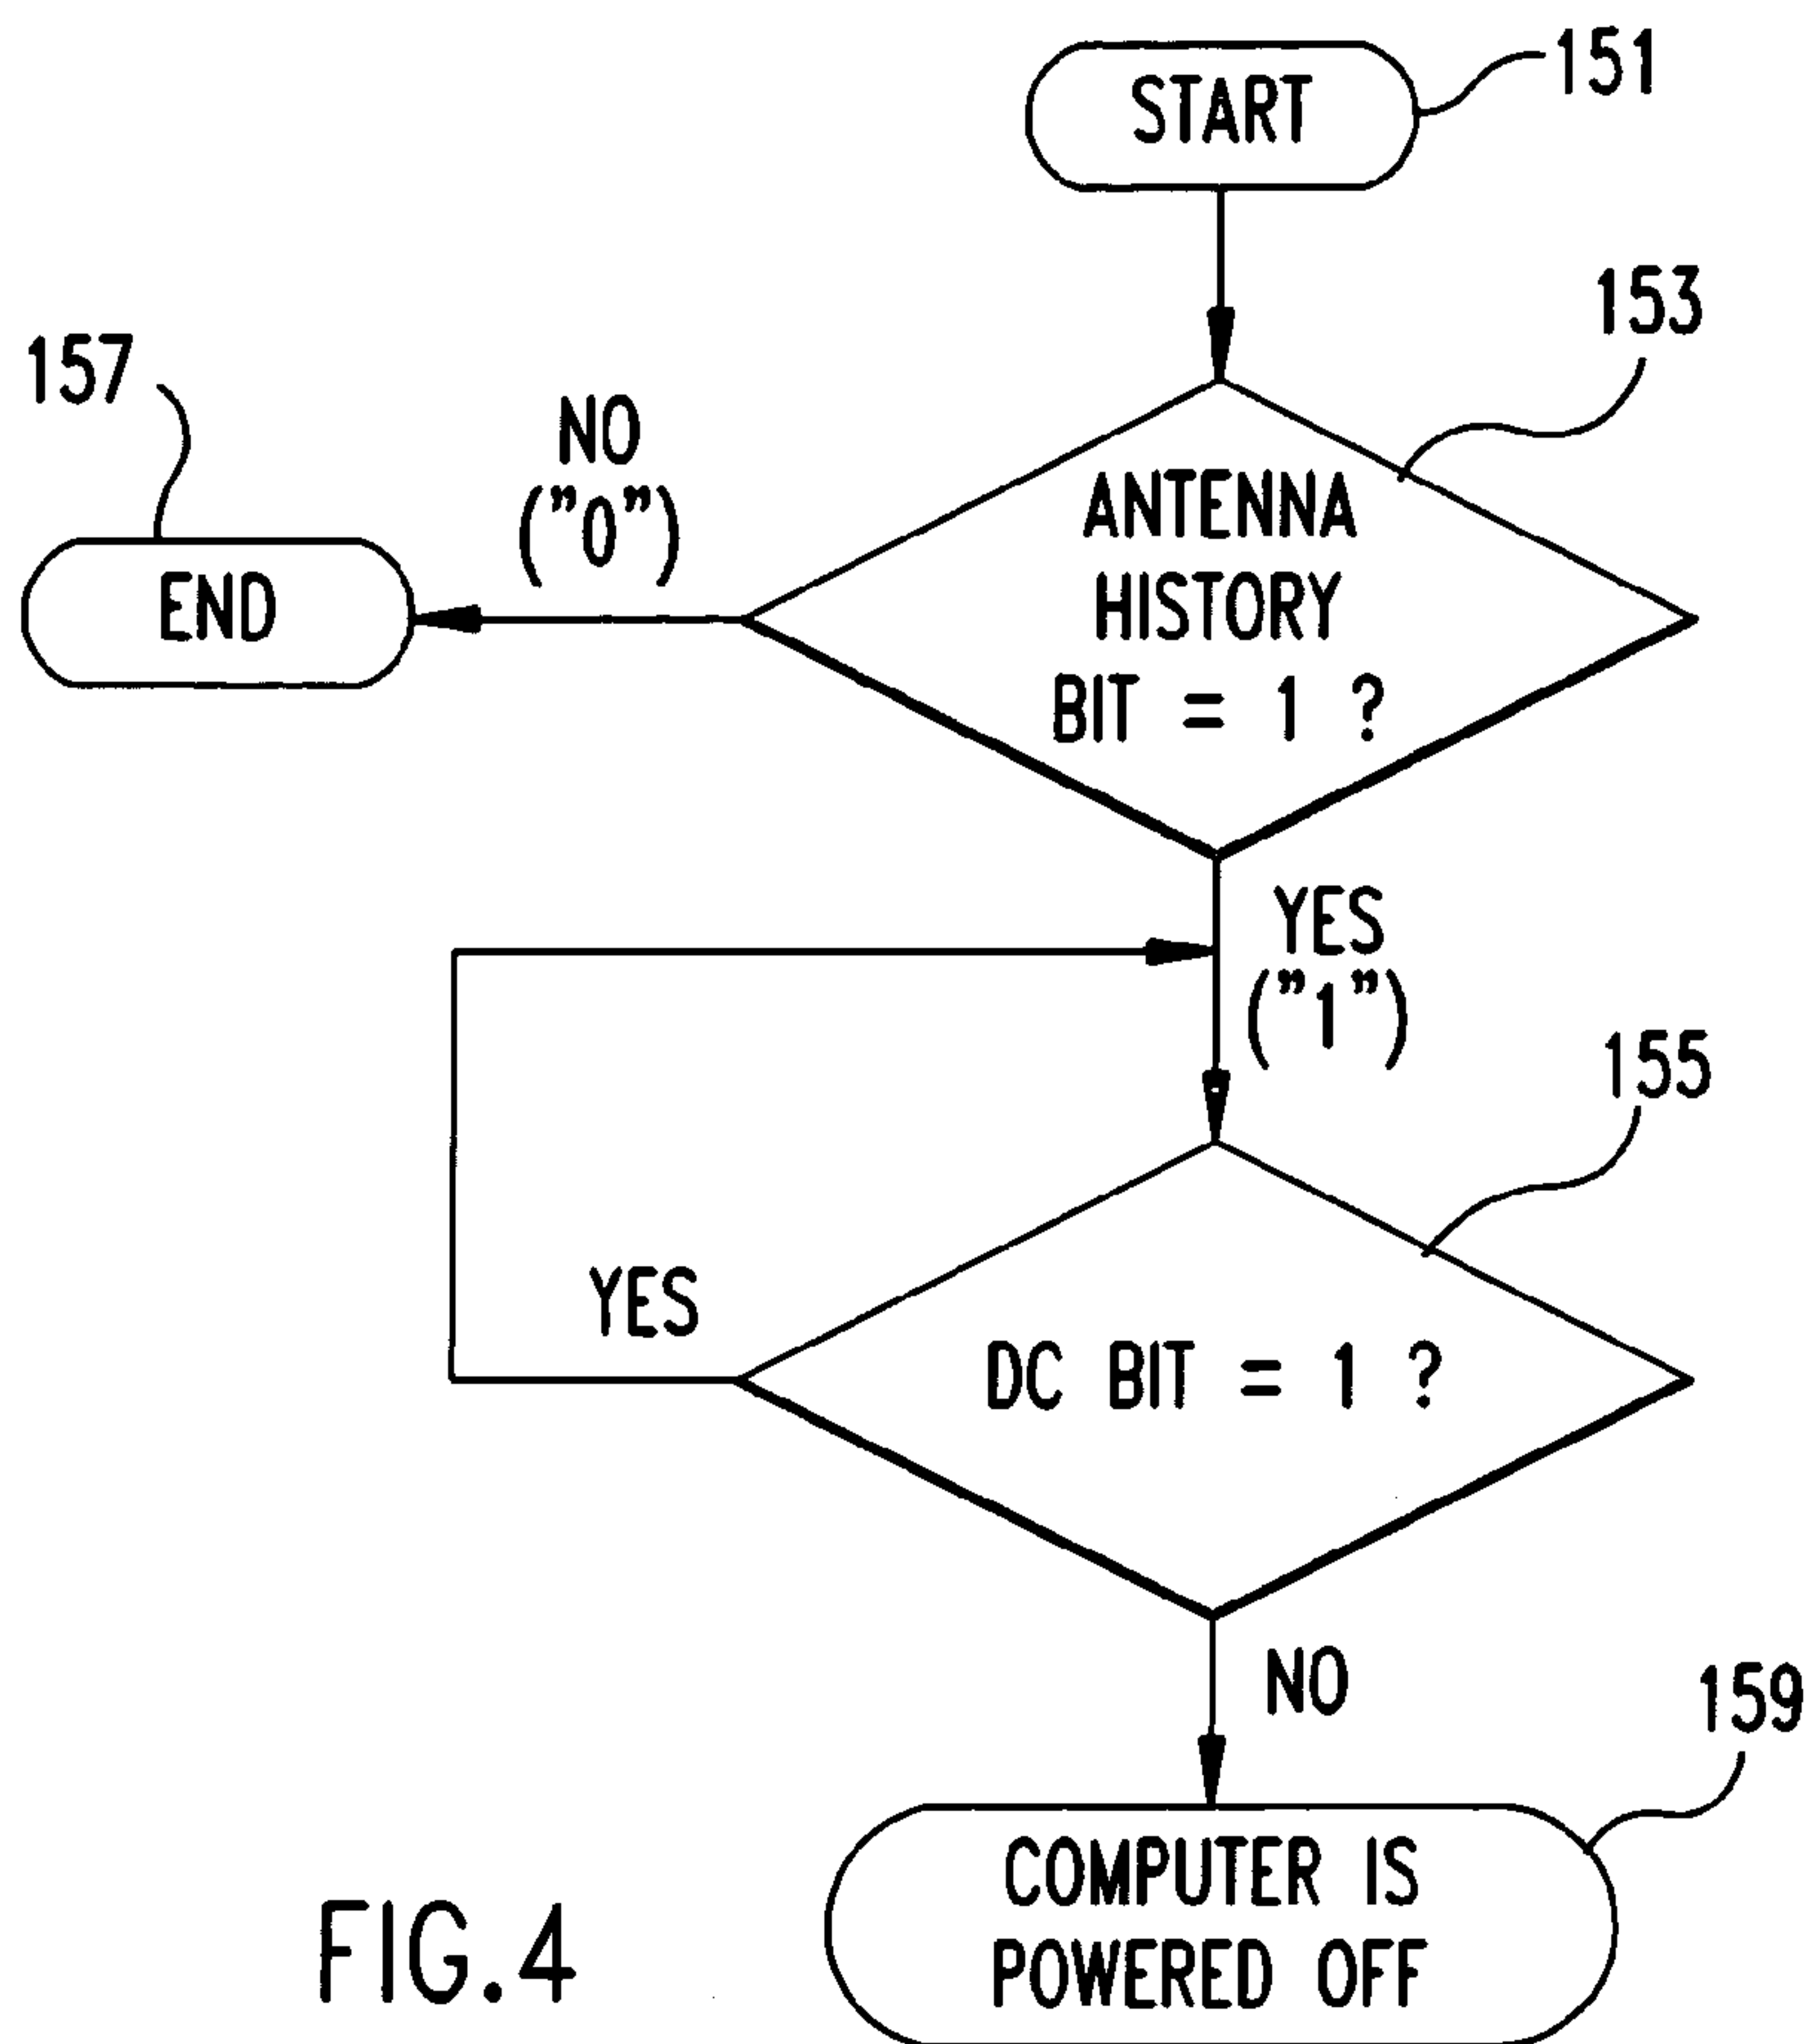 START
151
153
157
NO
("0")
ANTENNA
HISTORY
BIT = 1 ?
END
YES
("1")
155
YES
DC BIT = 1 ?
NO
159
COMPUTER IS
POWERED OFF
FIG.4